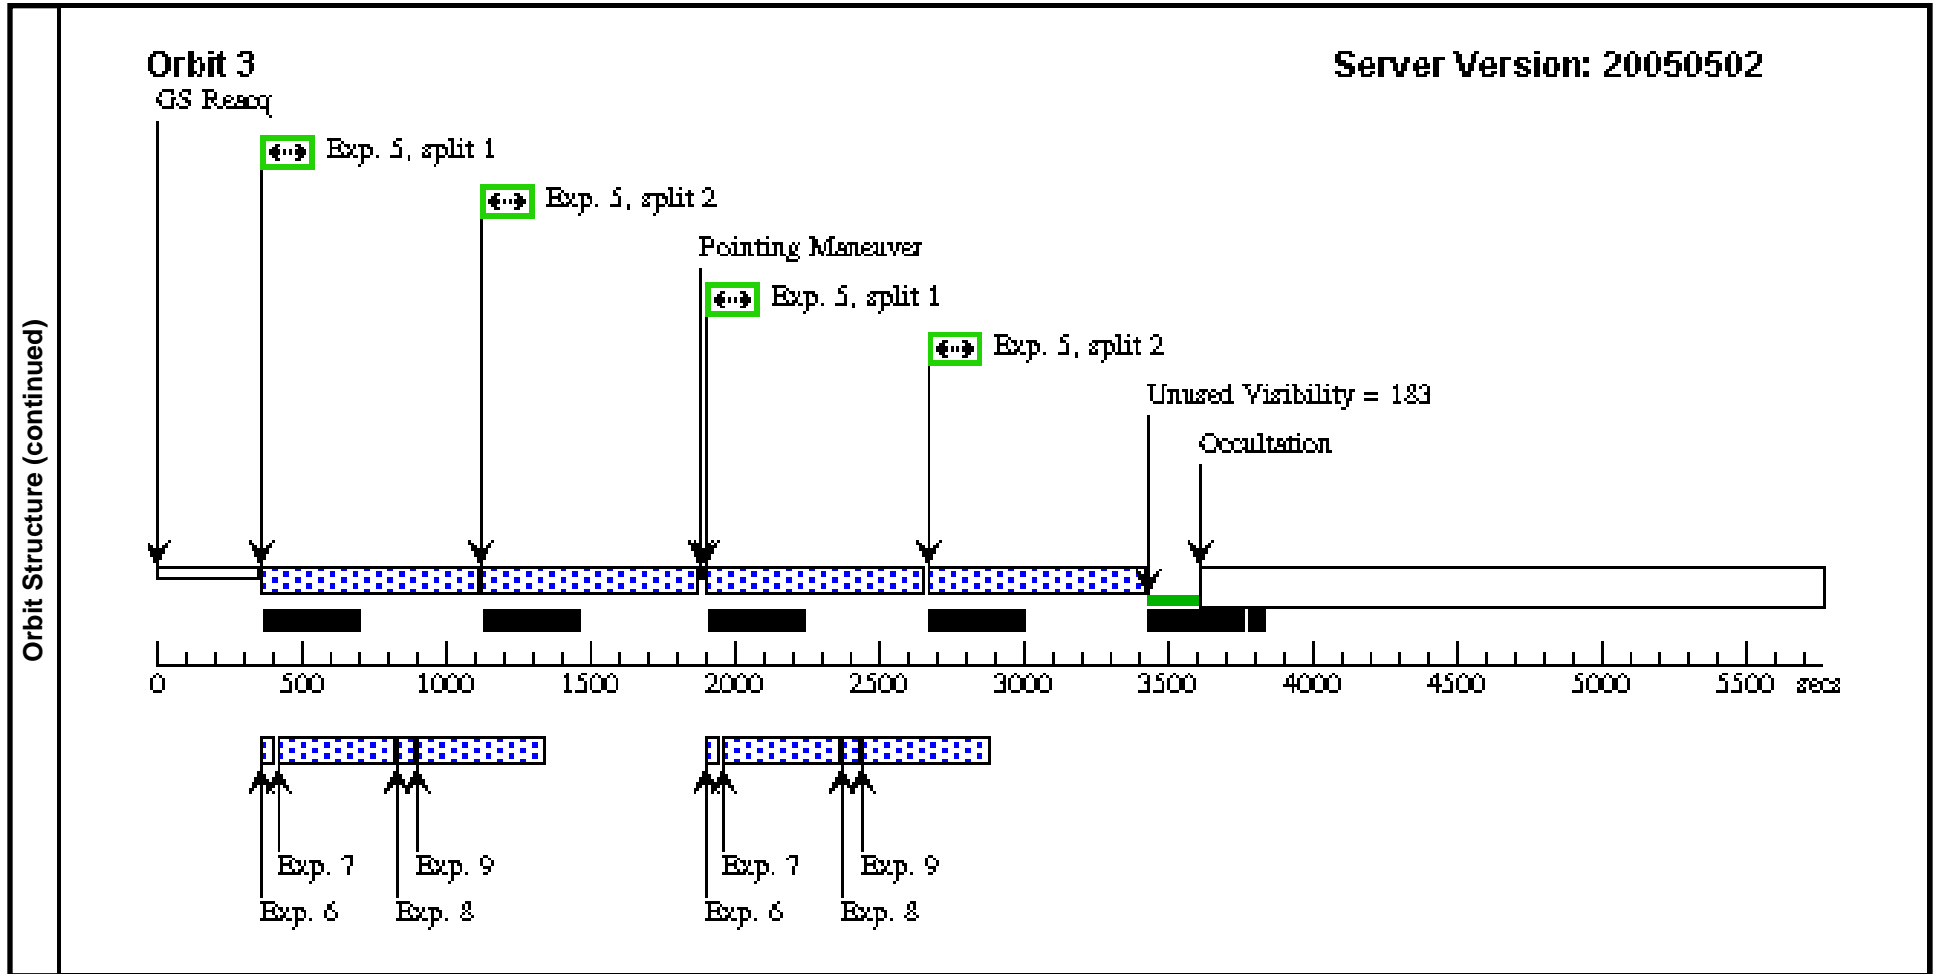 Orbit Structure (continued)
Orbit 3
Server Version: 20050502
GS Reacq
Exp. 5, split 1
Exp. 5, split 2
Pointing Maneuver
Exp. 5, split 1
Exp. 5, split 2
Unused Visibility = 183
Occultation
0 500 1000 1500 2000 2500 3000 3500 4000 4500 5000 5500 secs
Exp. 7 Exp. 9 Exp. 7 Exp. 9
Exp. 6 Exp. 8 Exp. 6 Exp. 8